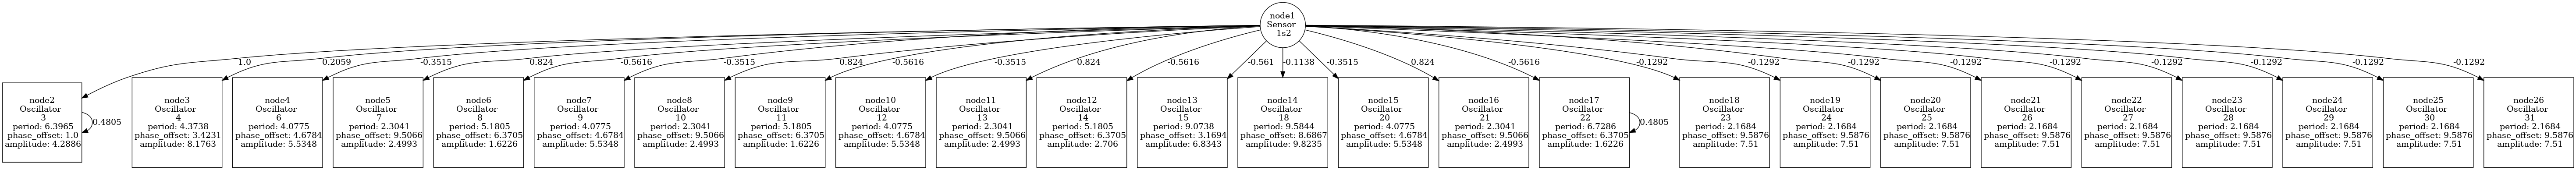 node1
Sensor
1s2
1.0
0.2059
-0.3515
0.824
-0.5616
-0.3515
0.824
-0.5616
-0.3515
0.824
-0.5616
-0.561
-0.1138
-0.3515
0.824
-0.5616
-0.1292
-0.1292
-0.1292
-0.1292
-0.1292
-0.1292
-0.1292
-0.1292
-0.1292
node2
Oscillator
3
period: 6.3965
phase_offset: 1.0
amplitude: 4.2886
0.4805
node3
Oscillator
4
period: 4.3738
phase_offset: 3.4231
amplitude: 8.1763
node4
Oscillator
6
period: 4.0775
phase_offset: 4.6784
amplitude: 5.5348
node5
Oscillator
7
period: 2.3041
phase_offset: 9.5066
amplitude: 2.4993
node6
Oscillator
8
period: 5.1805
phase_offset: 6.3705
amplitude: 1.6226
node7
Oscillator
9
period: 4.0775
phase_offset: 4.6784
amplitude: 5.5348
node8
Oscillator
10
period: 2.3041
phase_offset: 9.5066
amplitude: 2.4993
node9
Oscillator
11
period: 5.1805
phase_offset: 6.3705
amplitude: 1.6226
node10
Oscillator
12
period: 4.0775
phase_offset: 4.6784
amplitude: 5.5348
node11
Oscillator
13
period: 2.3041
phase_offset: 9.5066
amplitude: 2.4993
node12
Oscillator
14
period: 5.1805
phase_offset: 6.3705
amplitude: 2.706
node13
Oscillator
15
period: 9.0738
phase_offset: 3.1694
amplitude: 6.8343
node14
Oscillator
18
period: 9.5844
phase_offset: 8.6867
amplitude: 9.8235
node15
Oscillator
20
period: 4.0775
phase_offset: 4.6784
amplitude: 5.5348
node16
Oscillator
21
period: 2.3041
phase_offset: 9.5066
amplitude: 2.4993
node17
Oscillator
22
period: 6.7286
phase_offset: 6.3705
amplitude: 1.6226
0.4805
node18
Oscillator
23
period: 2.1684
phase_offset: 9.5876
amplitude: 7.51
node19
Oscillator
24
period: 2.1684
phase_offset: 9.5876
amplitude: 7.51
node20
Oscillator
25
period: 2.1684
phase_offset: 9.5876
amplitude: 7.51
node21
Oscillator
26
period: 2.1684
phase_offset: 9.5876
amplitude: 7.51
node22
Oscillator
27
period: 2.1684
phase_offset: 9.5876
amplitude: 7.51
node23
Oscillator
28
period: 2.1684
phase_offset: 9.5876
amplitude: 7.51
node24
Oscillator
29
period: 2.1684
phase_offset: 9.5876
amplitude: 7.51
node25
Oscillator
30
period: 2.1684
phase_offset: 9.5876
amplitude: 7.51
node26
Oscillator
31
period: 2.1684
phase_offset: 9.5876
amplitude: 7.51